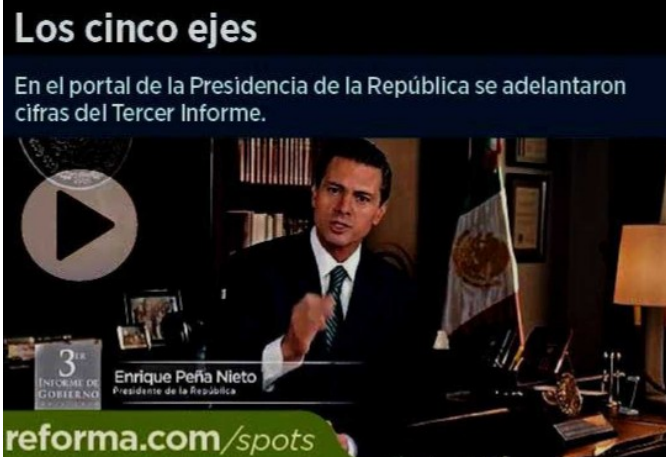 Los cinco ejes
En el portal de la Presidencia de la República se adelantaron
cifras del Tercer Informe.
3ER
INFORME DE
GOBIERNO
Enrique Peña Nieto
Presidente de la República
reforma.com/spots